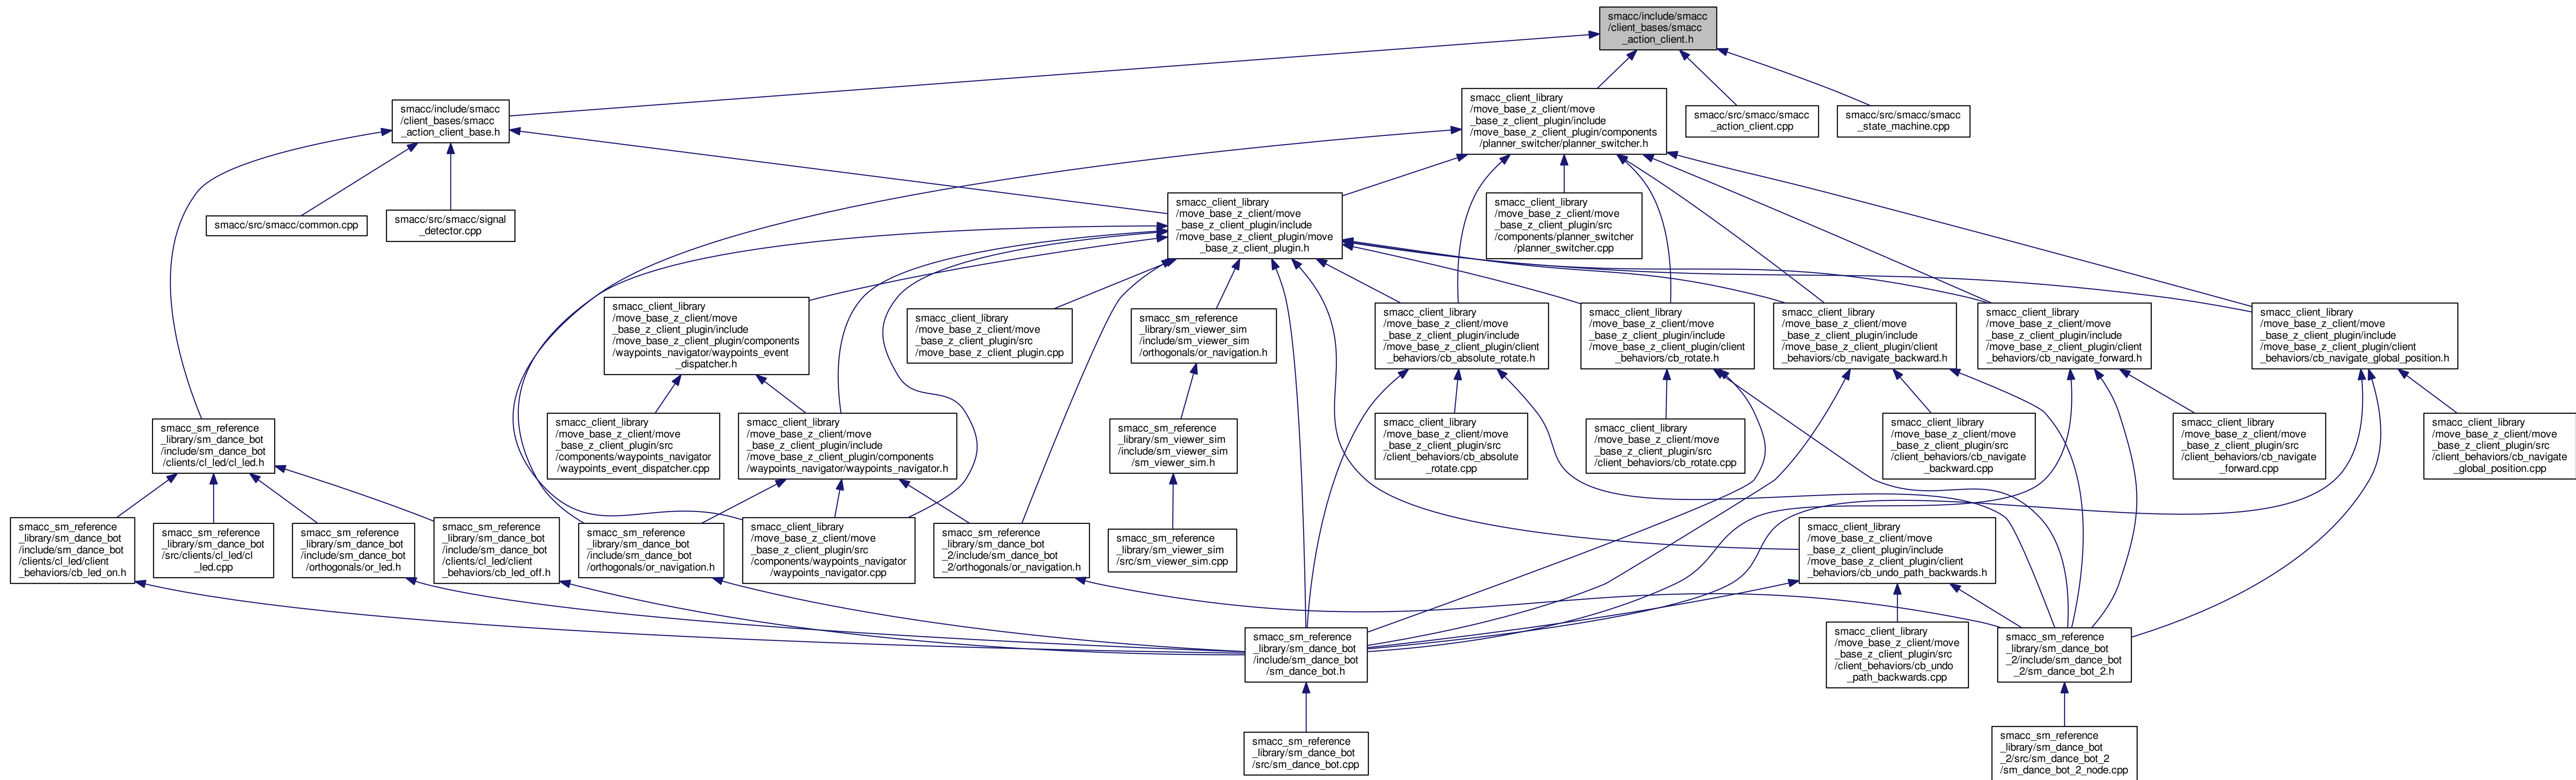 smacc/include/smacc
/client_bases/smacc
_action_client.h
smacc/include/smacc
/client_bases/smacc
_action_client_base.h
smacc_client_library
/move_base_z_client/move
_base_z_client_plugin/include
/move_base_z_client_plugin/components
/planner_switcher/planner_switcher.h
smacc/src/smacc/smacc
_action_client.cpp
smacc/src/smacc/smacc
_state_machine.cpp
smacc/src/smacc/common.cpp
smacc/src/smacc/signal
_detector.cpp
smacc_client_library
/move_base_z_client/move
_base_z_client_plugin/include
/move_base_z_client_plugin/move
_base_z_client_plugin.h
smacc_client_library
/move_base_z_client/move
_base_z_client_plugin/src
/components/planner_switcher
/planner_switcher.cpp
smacc_client_library
/move_base_z_client/move
_base_z_client_plugin/include
/move_base_z_client_plugin/components
/waypoints_navigator/waypoints_event
_dispatcher.h
smacc_client_library
/move_base_z_client/move
_base_z_client_plugin/src
/move_base_z_client_plugin.cpp
smacc_sm_reference
_library/sm_viewer_sim
/include/sm_viewer_sim
/orthogonals/or_navigation.h
smacc_client_library
/move_base_z_client/move
_base_z_client_plugin/include
/move_base_z_client_plugin/client
_behaviors/cb_absolute_rotate.h
smacc_client_library
/move_base_z_client/move
_base_z_client_plugin/include
/move_base_z_client_plugin/client
_behaviors/cb_rotate.h
smacc_client_library
/move_base_z_client/move
_base_z_client_plugin/include
/move_base_z_client_plugin/client
_behaviors/cb_navigate_backward.h
smacc_client_library
/move_base_z_client/move
_base_z_client_plugin/include
/move_base_z_client_plugin/client
_behaviors/cb_navigate_forward.h
smacc_client_library
/move_base_z_client/move
_base_z_client_plugin/include
/move_base_z_client_plugin/client
_behaviors/cb_navigate_global_position.h
smacc_sm_reference
_library/sm_dance_bot
/include/sm_dance_bot
/clients/cl_led/cl_led.h
smacc_client_library
/move_base_z_client/move
_base_z_client_plugin/src
/components/waypoints_navigator
/waypoints_event_dispatcher.cpp
smacc_client_library
/move_base_z_client/move
_base_z_client_plugin/include
/move_base_z_client_plugin/components
/waypoints_navigator/waypoints_navigator.h
smacc_sm_reference
_library/sm_viewer_sim
/include/sm_viewer_sim
/sm_viewer_sim.h
smacc_client_library
/move_base_z_client/move
_base_z_client_plugin/src
/client_behaviors/cb_absolute
_rotate.cpp
smacc_client_library
/move_base_z_client/move
_base_z_client_plugin/src
/client_behaviors/cb_rotate.cpp
smacc_client_library
/move_base_z_client/move
_base_z_client_plugin/src
/client_behaviors/cb_navigate
_backward.cpp
smacc_client_library
/move_base_z_client/move
_base_z_client_plugin/src
/client_behaviors/cb_navigate
_forward.cpp
smacc_client_library
/move_base_z_client/move
_base_z_client_plugin/src
/client_behaviors/cb_navigate
_global_position.cpp
smacc_sm_reference
_library/sm_dance_bot
/include/sm_dance_bot
/clients/cl_led/client
_behaviors/cb_led_on.h
smacc_sm_reference
_library/sm_dance_bot
/src/clients/cl_led/cl
_led.cpp
smacc_sm_reference
_library/sm_dance_bot
/include/sm_dance_bot
/orthogonals/or_led.h
smacc_sm_reference
_library/sm_dance_bot
/include/sm_dance_bot
/clients/cl_led/client
_behaviors/cb_led_off.h
smacc_sm_reference
_library/sm_dance_bot
/include/sm_dance_bot
/orthogonals/or_navigation.h
smacc_client_library
/move_base_z_client/move
_base_z_client_plugin/src
/components/waypoints_navigator
/waypoints_navigator.cpp
smacc_sm_reference
_library/sm_dance_bot
_2/include/sm_dance_bot
_2/orthogonals/or_navigation.h
smacc_sm_reference
_library/sm_viewer_sim
/src/sm_viewer_sim.cpp
smacc_client_library
/move_base_z_client/move
_base_z_client_plugin/include
/move_base_z_client_plugin/client
_behaviors/cb_undo_path_backwards.h
smacc_sm_reference
_library/sm_dance_bot
/include/sm_dance_bot
/sm_dance_bot.h
smacc_client_library
/move_base_z_client/move
_base_z_client_plugin/src
/client_behaviors/cb_undo
_path_backwards.cpp
smacc_sm_reference
_library/sm_dance_bot
_2/include/sm_dance_bot
_2/sm_dance_bot_2.h
smacc_sm_reference
_library/sm_dance_bot
/src/sm_dance_bot.cpp
smacc_sm_reference
_library/sm_dance_bot
_2/src/sm_dance_bot_2
/sm_dance_bot_2_node.cpp